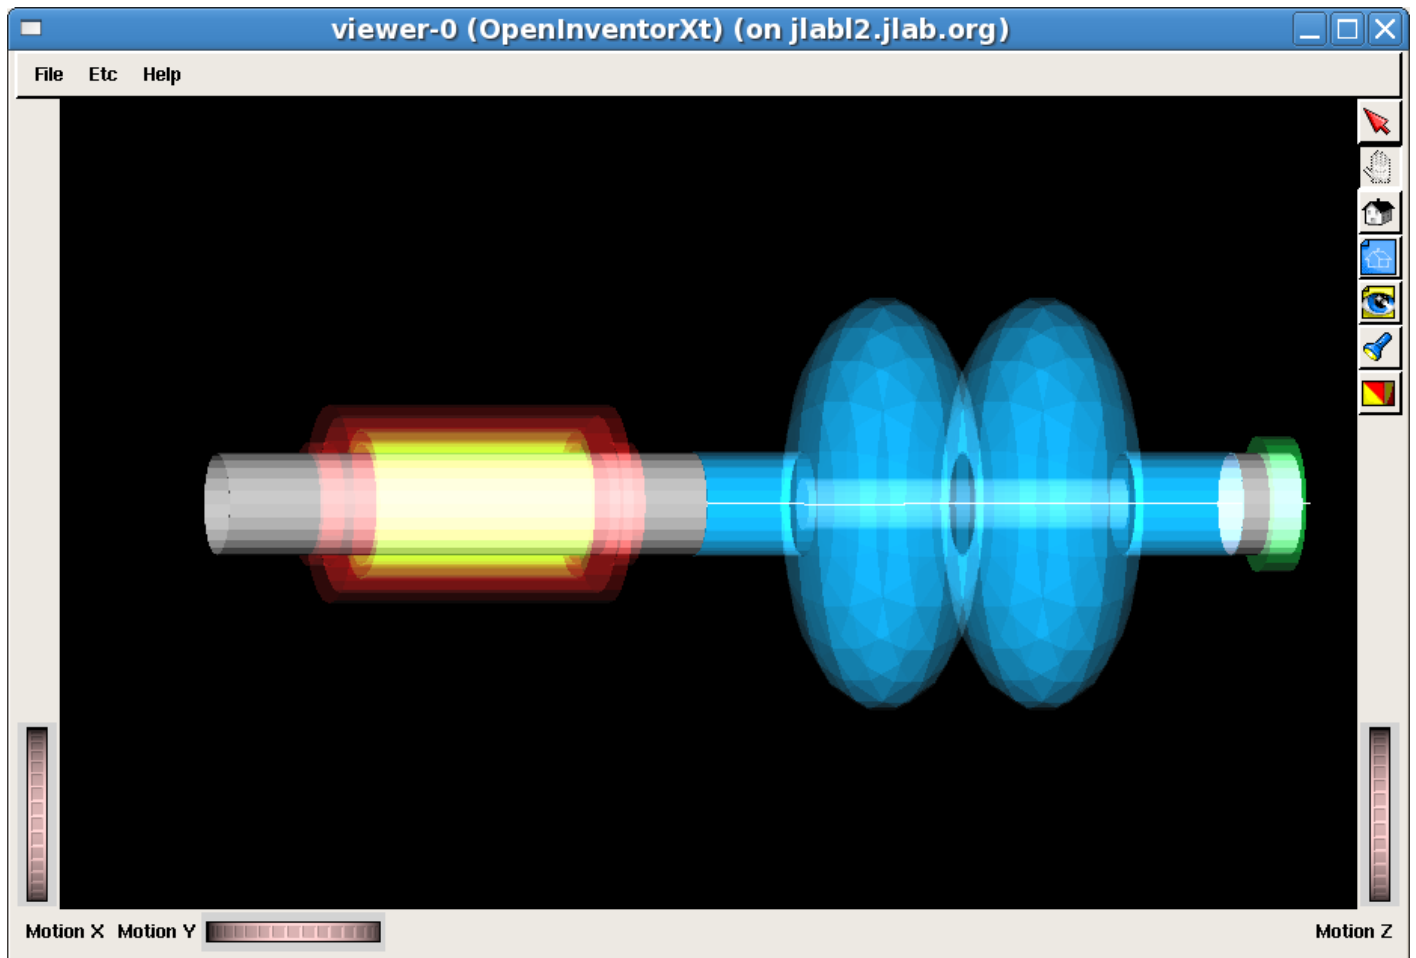 viewer-0 (OpenInventorXt) (on jlabl2.jlab.org)
File Etc Help
Motion X Motion Y Motion Z